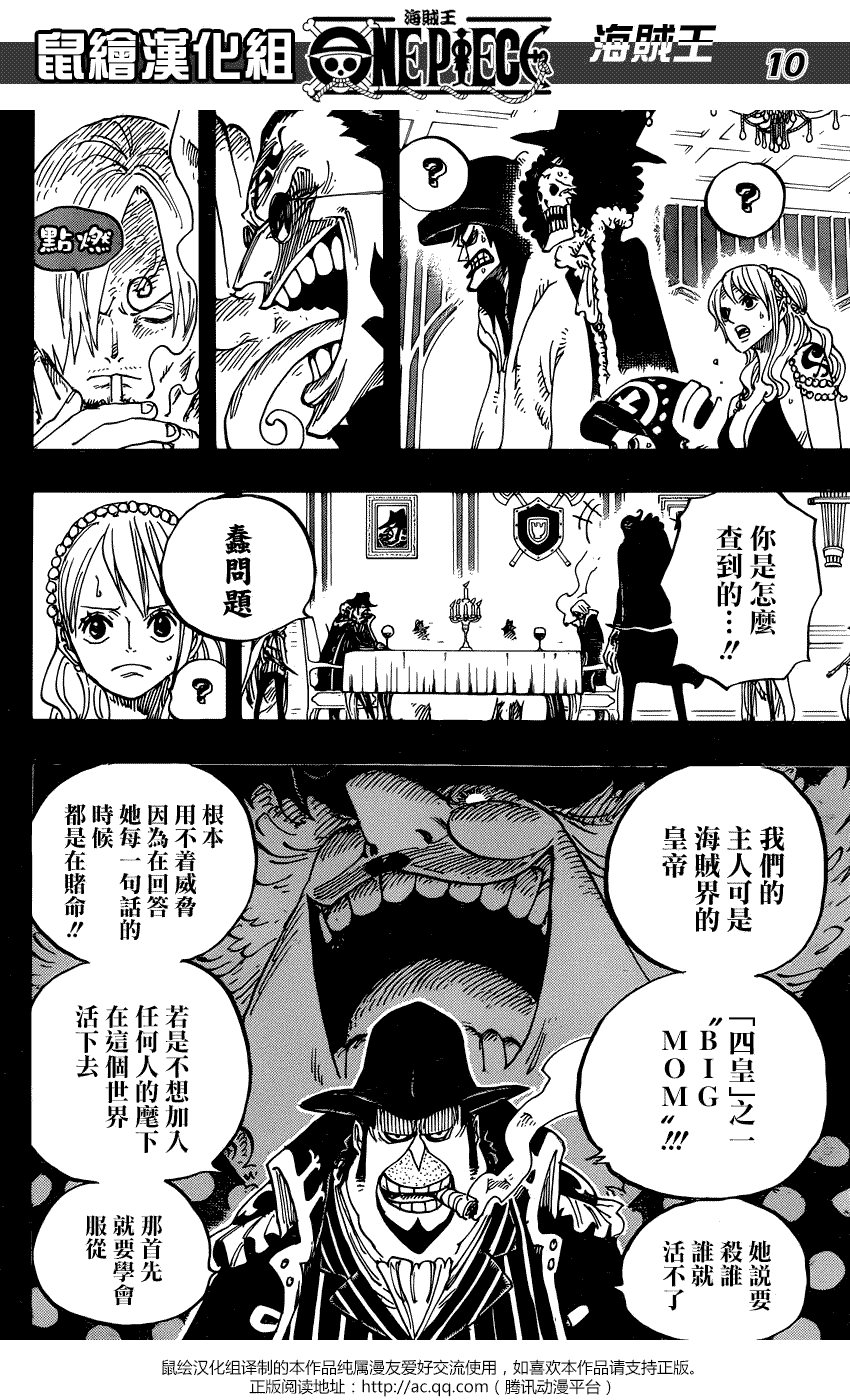 鼠繪漢化組
海賊王
ONE PIECE
海賊王
10
?
?
點燃
你是怎麼
查到的…!!
蠢問題
?
我們的
主人可是
海賊界的
皇帝
「四皇」之一
"BIG
MOM"!!!
她說要
殺誰
誰就
活不了
根本
用不着威脅
因為在回答
她每一句話的
時候
都是在賭命!!
若是不想加入
任何人的麾下
在這個世界
活下去
那首先
就要學會
服從
鼠绘汉化组译制的本作品纯属漫友爱好交流使用，如喜欢本作品请支持正版。
正版阅读地址：http://ac.qq.com（腾讯动漫平台）